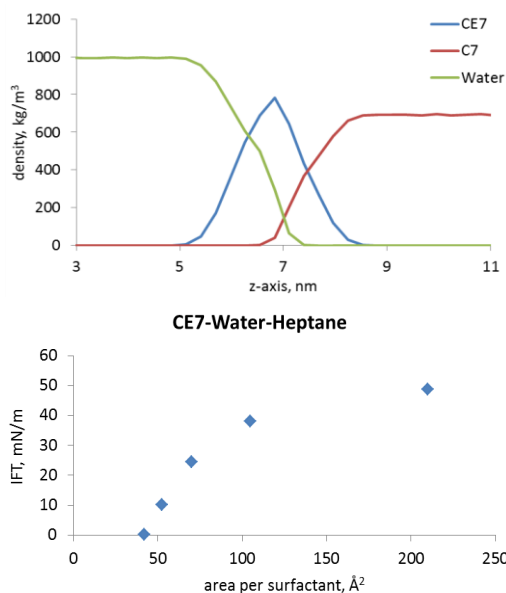 1200
1000
800
600
400
200
0
density, kg/m³
3 5 7 9 11
z-axis, nm
CE7
C7
Water
CE7-Water-Heptane
60
50
40
30
20
10
0
IFT, mN/m
0 50 100 150 200 250
area per surfactant, Å²